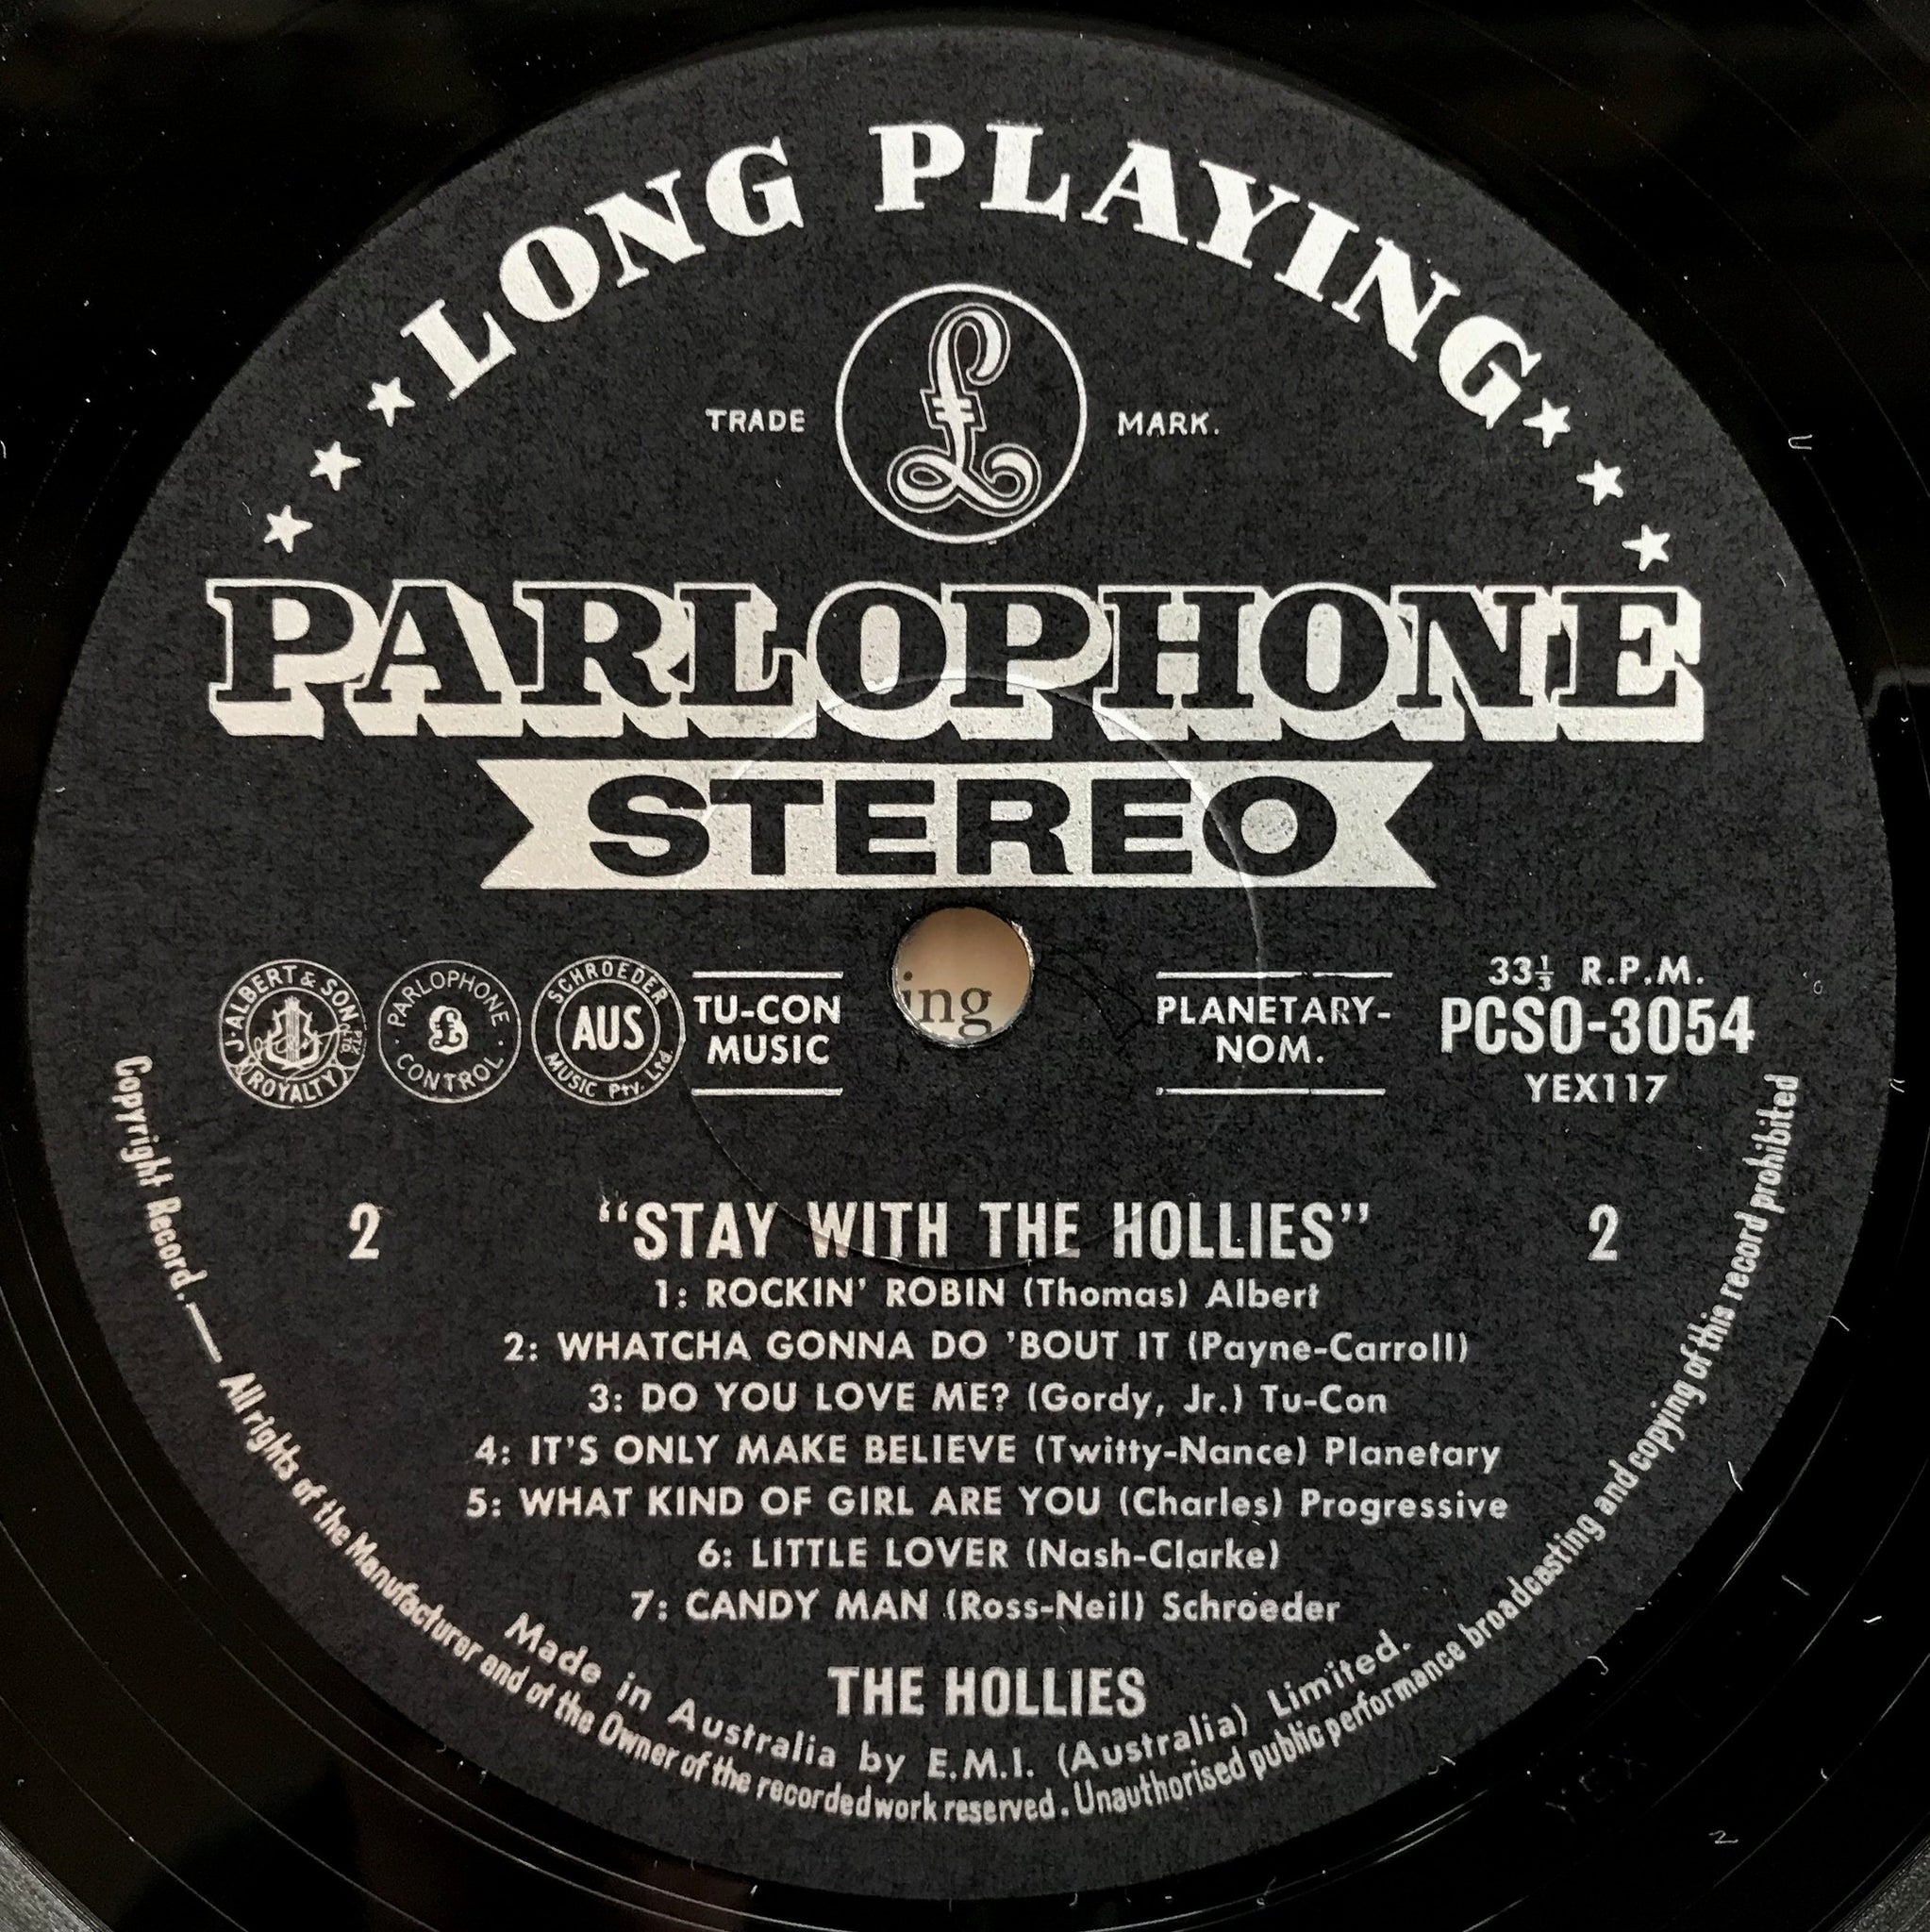 LONG PLAYING
TRADE MARK.
£
PARLOPHONE
STEREO
J. ALBERT & SON PTY LTD
ROYALTY
PARLOPHONE
£
CONTROL
SCHROEDER
AUS
MUSIC Pty. Ltd
TU-CON
MUSIC
ing
PLANETARY-
NOM.
33⅓ R.P.M.
PCSO-3054
YEX117
2 "STAY WITH THE HOLLIES" 2
1: ROCKIN' ROBIN (Thomas) Albert
2: WHATCHA GONNA DO 'BOUT IT (Payne-Carroll)
3: DO YOU LOVE ME? (Gordy, Jr.) Tu-Con
4: IT'S ONLY MAKE BELIEVE (Twitty-Nance) Planetary
5: WHAT KIND OF GIRL ARE YOU (Charles) Progressive
6: LITTLE LOVER (Nash-Clarke)
7: CANDY MAN (Ross-Neil) Schroeder
THE HOLLIES
Made in Australia by E.M.I. (Australia) Limited.
Copyright Record.— All rights of the Manufacturer and of the Owner of the recorded work reserved. Unauthorised public performance broadcasting and copying of this record prohibited